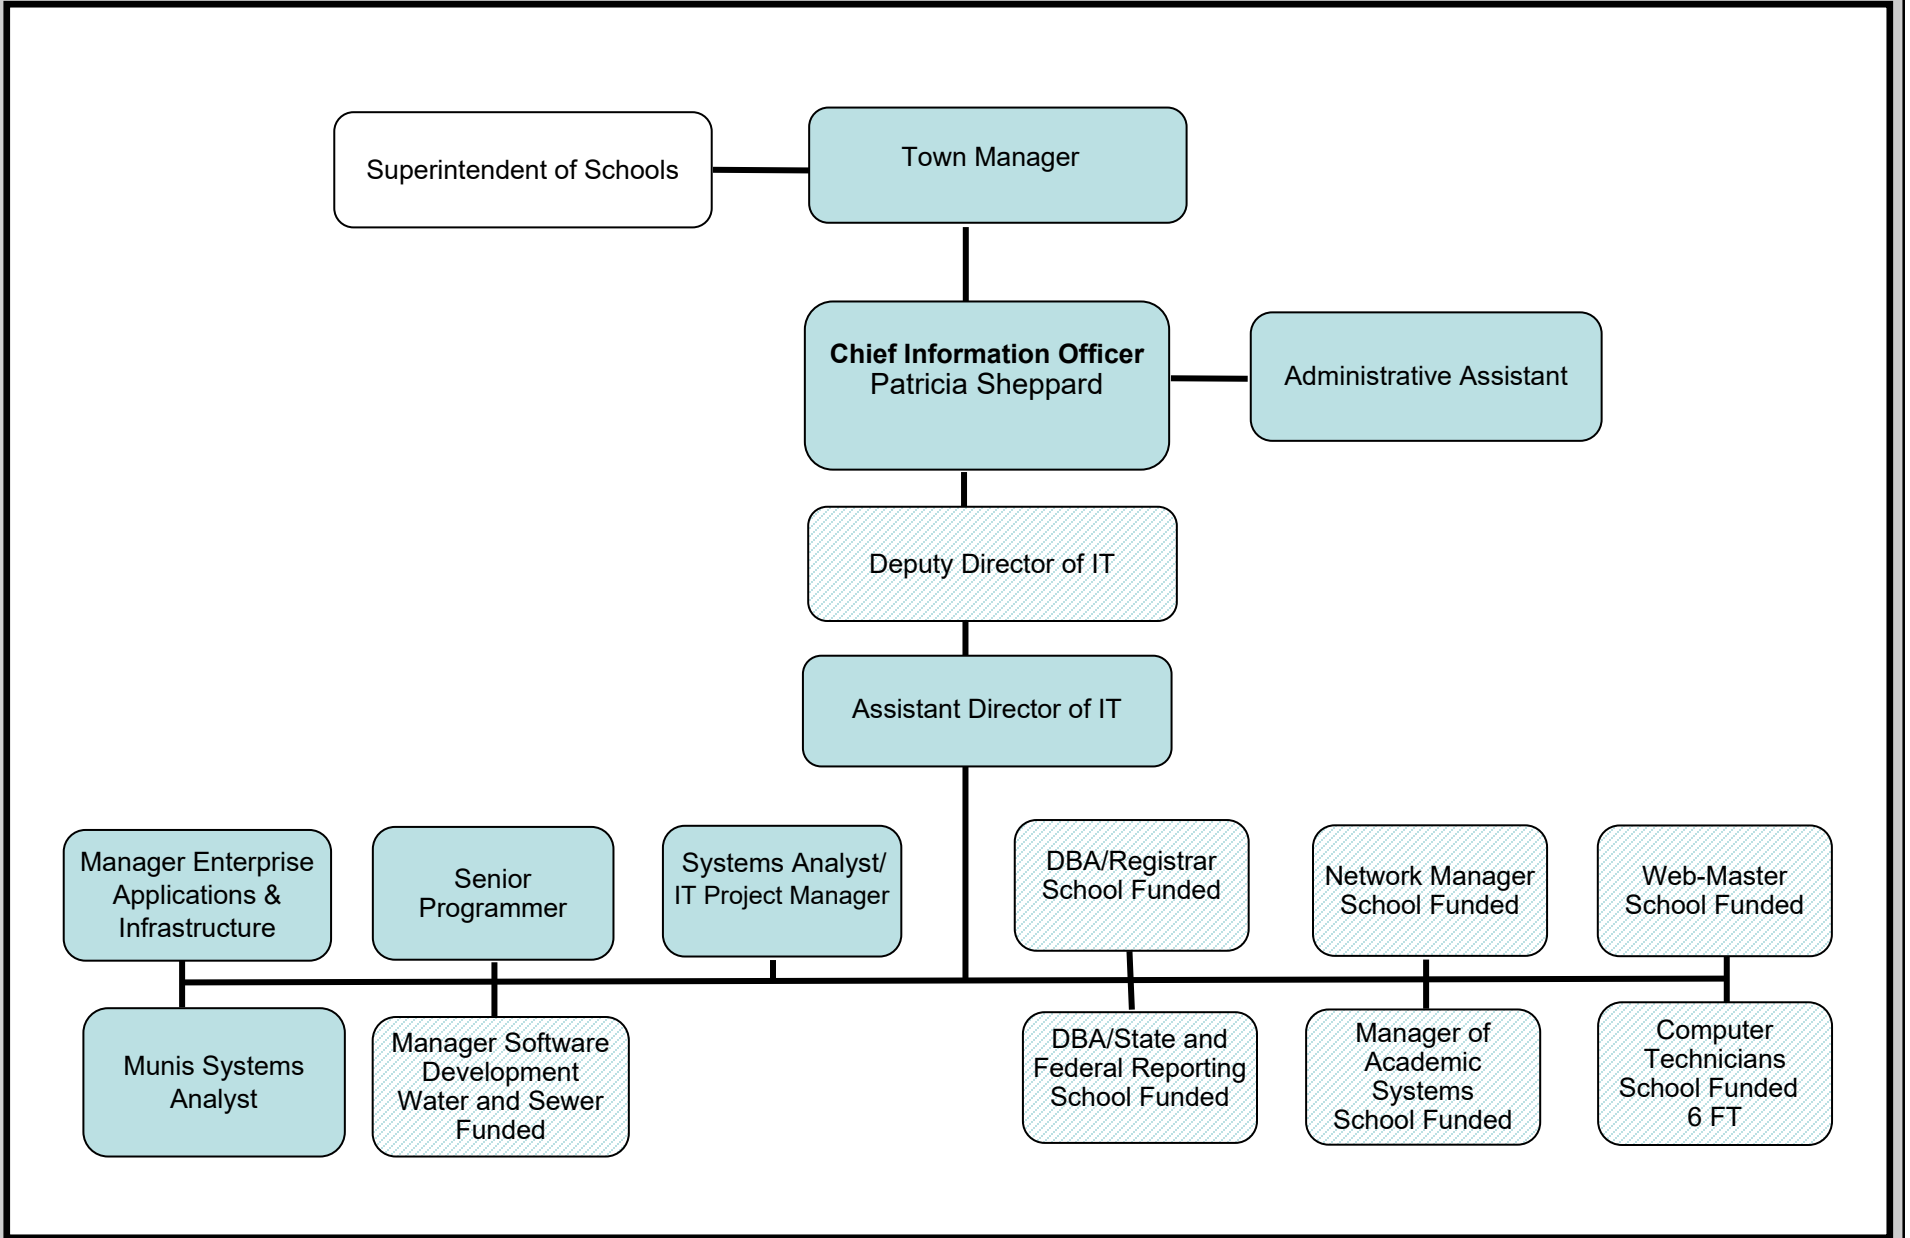 Superintendent of Schools
Town Manager
Chief Information Officer
Patricia Sheppard
Administrative Assistant
Deputy Director of IT
Assistant Director of IT
Manager Enterprise
Applications &
Infrastructure
Senior
Programmer
Systems Analyst/
IT Project Manager
DBA/Registrar
School Funded
Network Manager
School Funded
Web-Master
School Funded
Munis Systems
Analyst
Manager Software
Development
Water and Sewer
Funded
DBA/State and
Federal Reporting
School Funded
Manager of
Academic
Systems
School Funded
Computer
Technicians
School Funded
6 FT